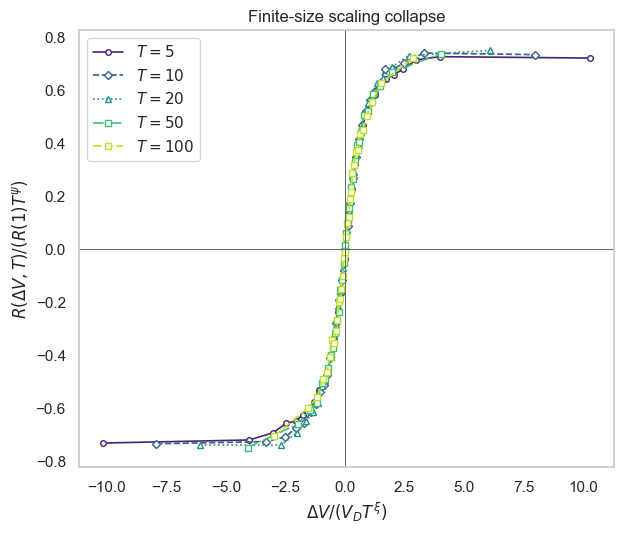 Finite-size scaling collapse
T = 5
T = 10
T = 20
T = 50
T = 100
R(ΔV, T)/(R(1)T^ψ)
0.8
0.6
0.4
0.2
0.0
−0.2
−0.4
−0.6
−0.8
−10.0 −7.5 −5.0 −2.5 0.0 2.5 5.0 7.5 10.0
ΔV/(V_D T^ξ)